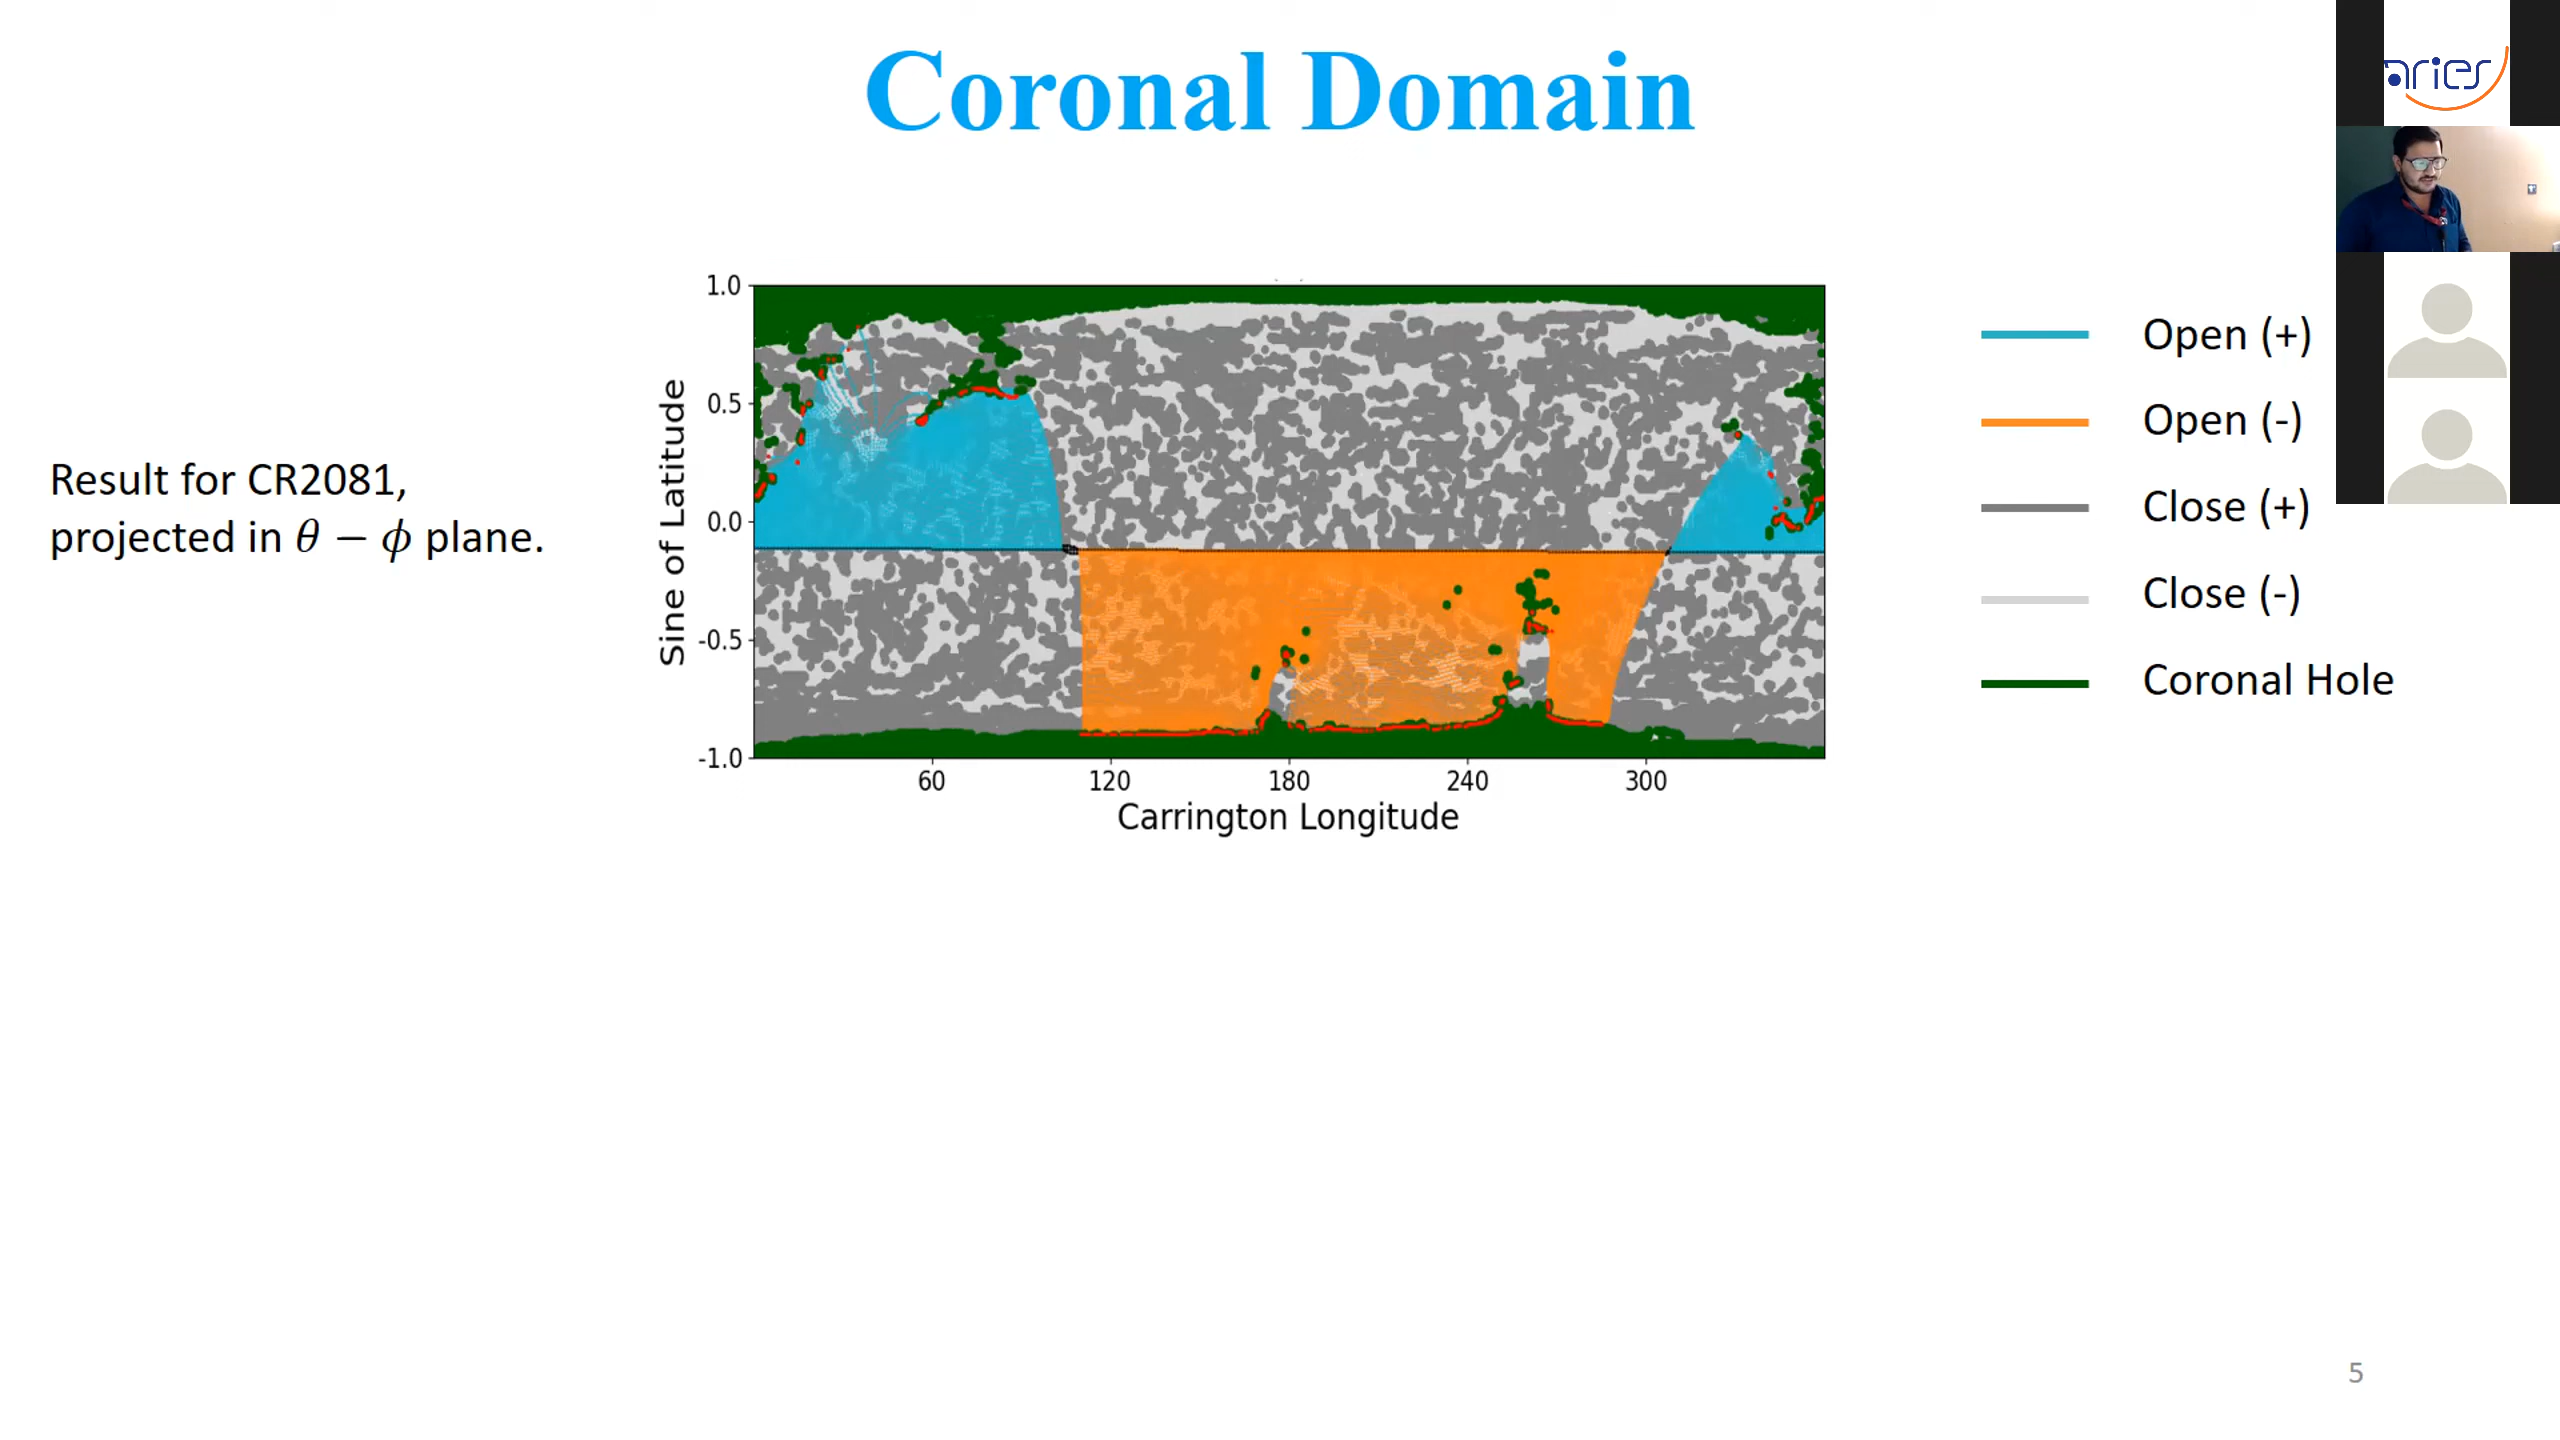 Coronal Domain
aries
Result for CR2081,
projected in θ − ϕ plane.
1.0
0.5
0.0
-0.5
-1.0
Sine of Latitude
60 120 180 240 300
Carrington Longitude
Open (+)
Open (-)
Close (+)
Close (-)
Coronal Hole
5